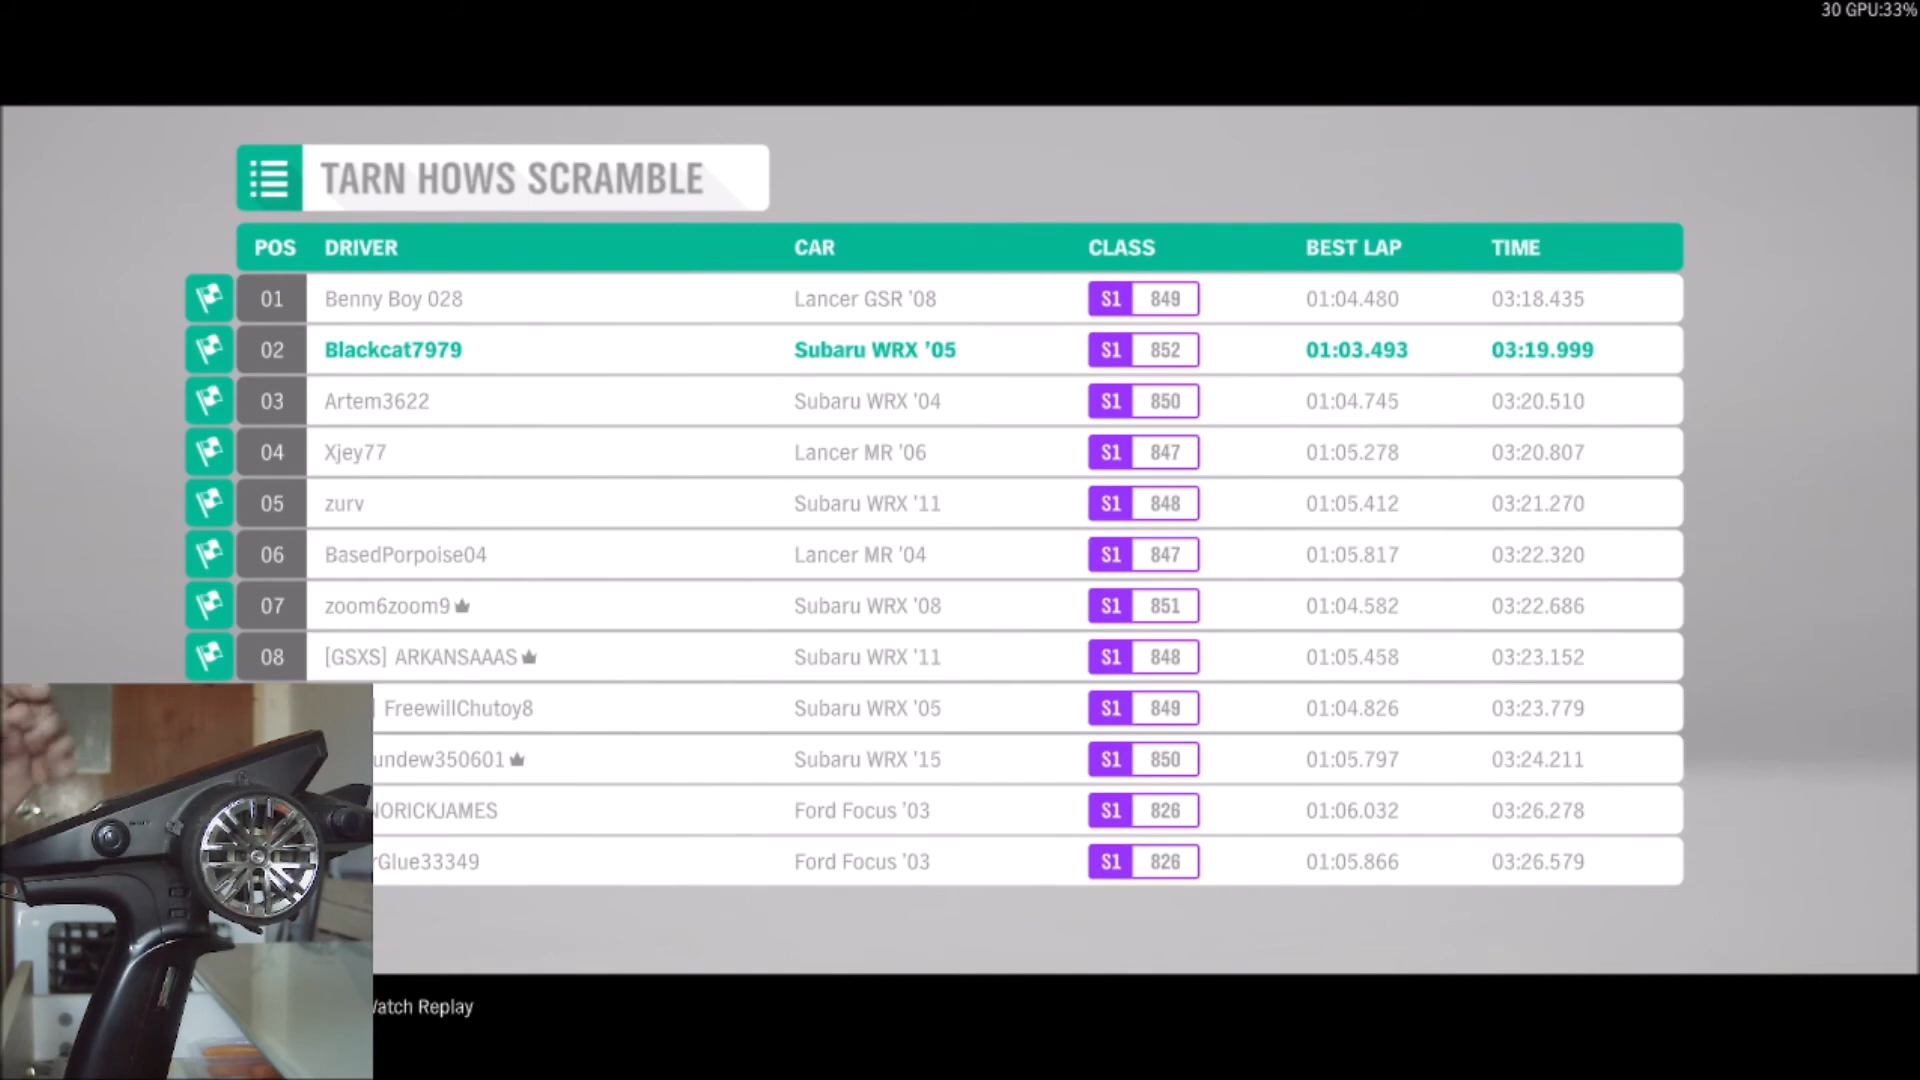 30 GPU:33%
TARN HOWS SCRAMBLE
POS DRIVER CAR CLASS BEST LAP TIME
01 Benny Boy 028 Lancer GSR '08 S1 849 01:04.480 03:18.435
02 Blackcat7979 Subaru WRX '05 S1 852 01:03.493 03:19.999
03 Artem3622 Subaru WRX '04 S1 850 01:04.745 03:20.510
04 Xjey77 Lancer MR '06 S1 847 01:05.278 03:20.807
05 zurv Subaru WRX '11 S1 848 01:05.412 03:21.270
06 BasedPorpoise04 Lancer MR '04 S1 847 01:05.817 03:22.320
07 zoom6zoom9 Subaru WRX '08 S1 851 01:04.582 03:22.686
08 [GSXS] ARKANSAAAS Subaru WRX '11 S1 848 01:05.458 03:23.152
] FreewillChutoy8 Subaru WRX '05 S1 849 01:04.826 03:23.779
undew350601 Subaru WRX '15 S1 850 01:05.797 03:24.211
NORICKJAMES Ford Focus '03 S1 826 01:06.032 03:26.278
rGlue33349 Ford Focus '03 S1 826 01:05.866 03:26.579
Watch Replay